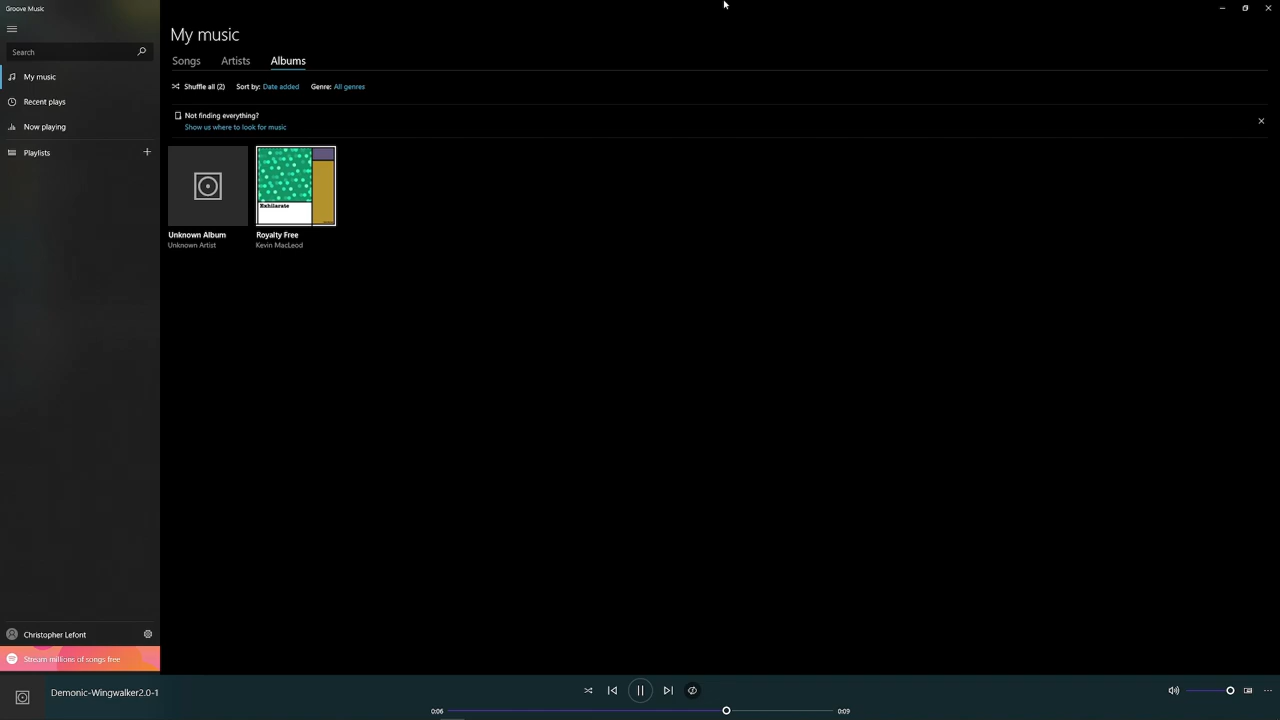 Groove Music
My music
Search
Songs Artists Albums
My music
Shuffle all (2) Sort by: Date added Genre: All genres
Recent plays
Not finding everything?
Show us where to look for music
Now playing
Playlists
Exhilarate
Unknown Album
Unknown Artist
Royalty Free
Kevin MacLeod
Christopher Lefont
Stream millions of songs free
Demonic-Wingwalker2.0-1
0:06
0:09